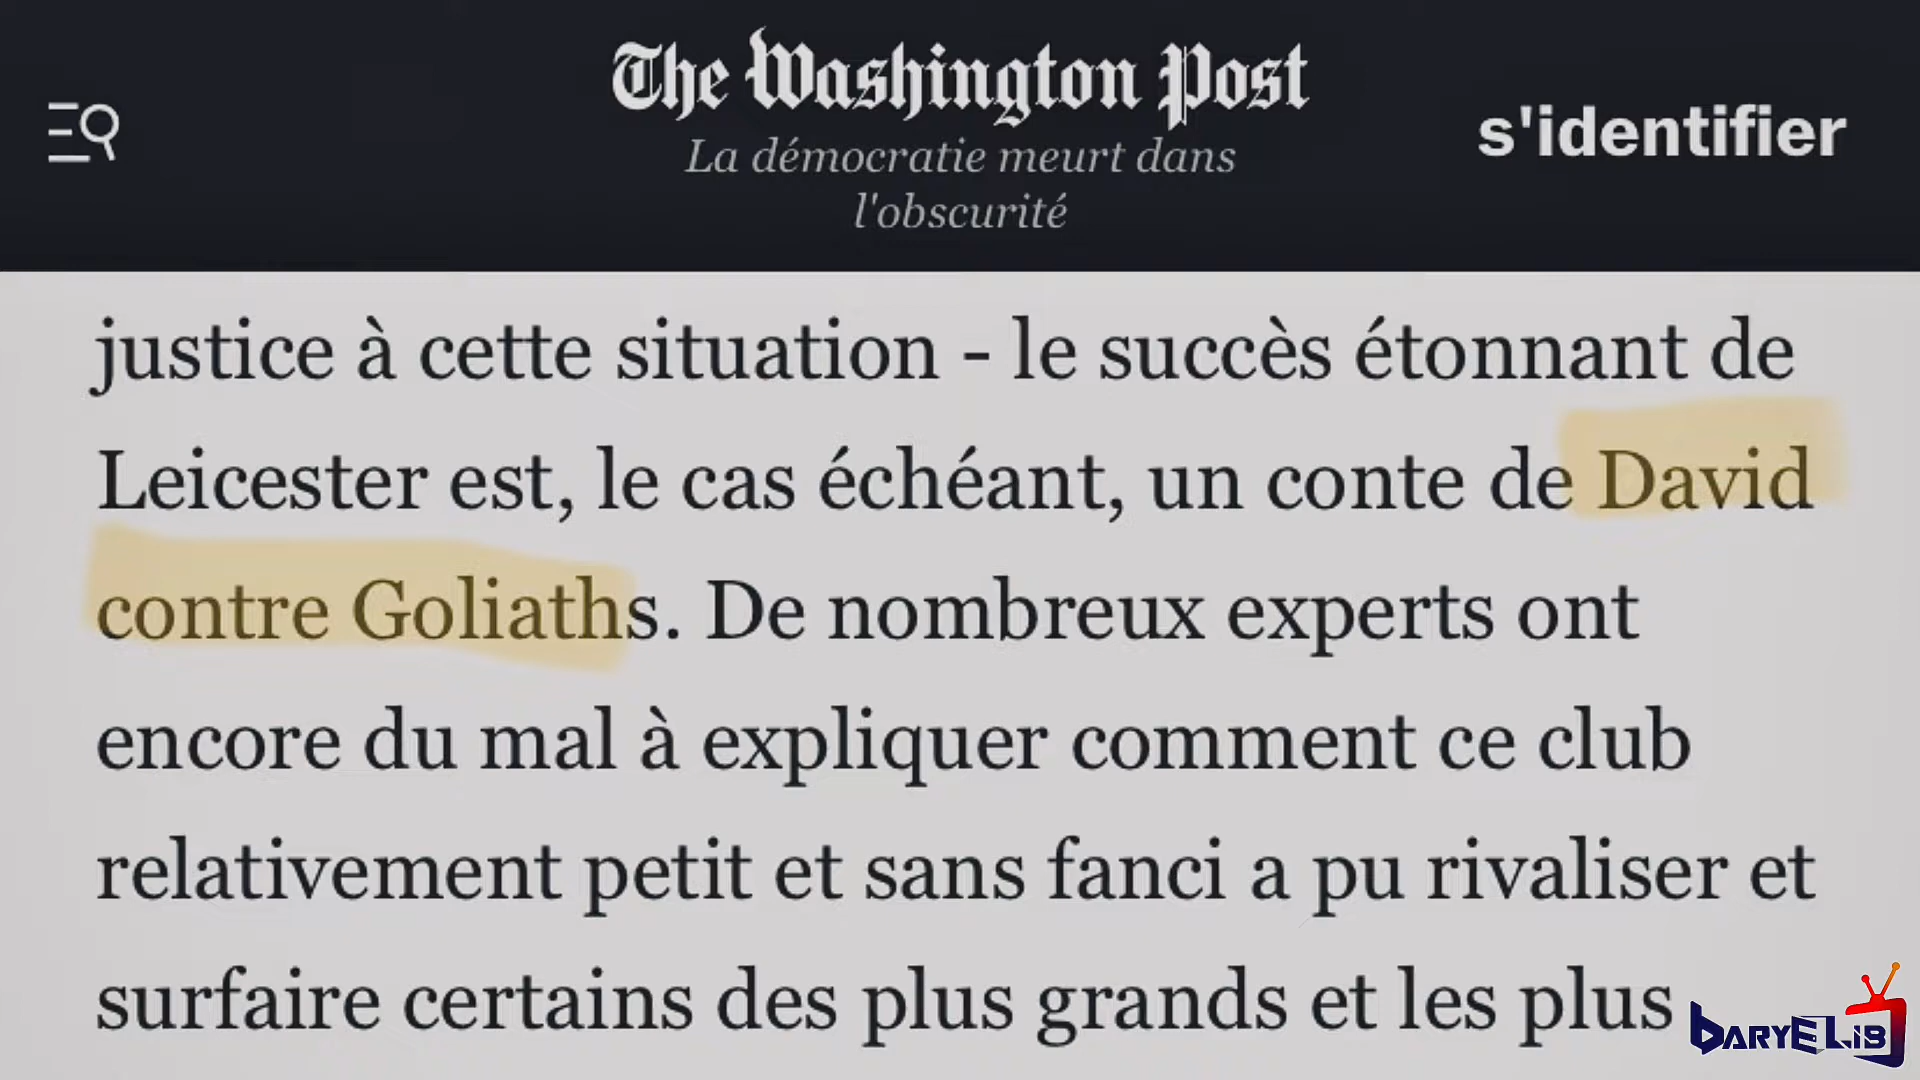 The Washington Post
La démocratie meurt dans
l'obscurité
s'identifier
justice à cette situation - le succès étonnant de
Leicester est, le cas échéant, un conte de David
contre Goliaths. De nombreux experts ont
encore du mal à expliquer comment ce club
relativement petit et sans fanci a pu rivaliser et
surfaire certains des plus grands et les plus
bARYELiB